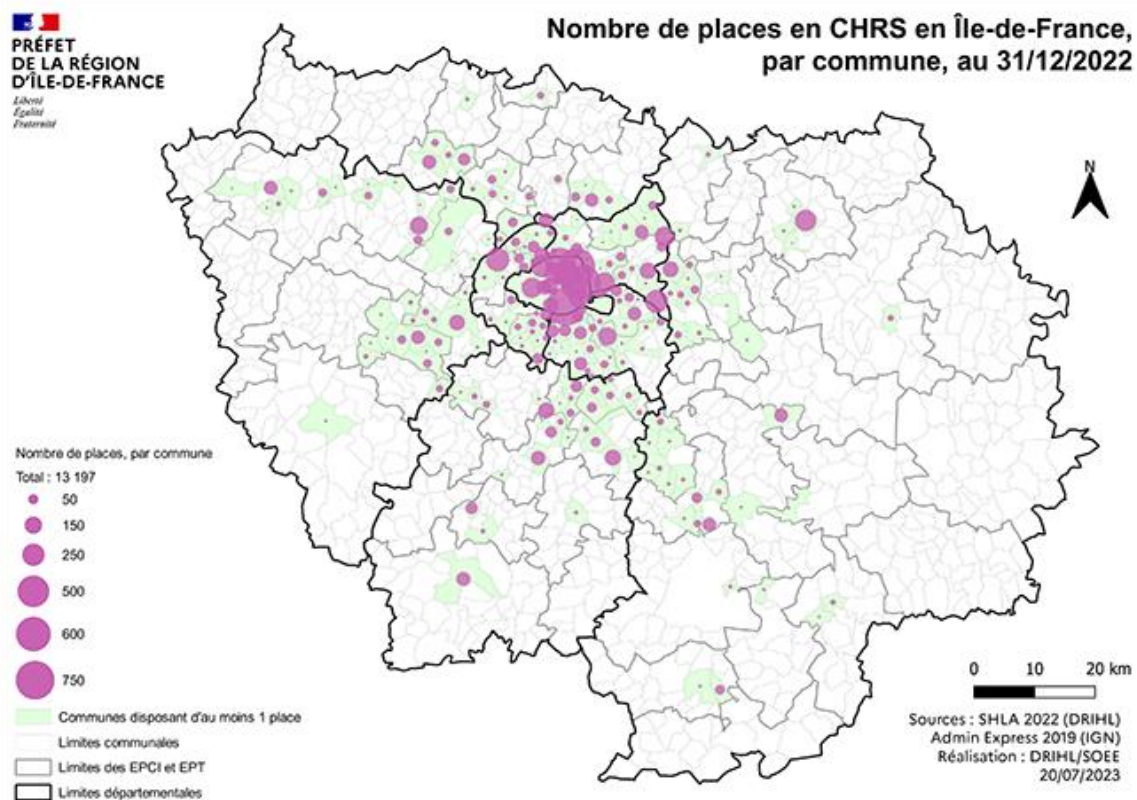 PRÉFET
DE LA RÉGION
D'ÎLE-DE-FRANCE
Liberté
Égalité
Fraternité
Nombre de places en CHRS en Île-de-France,
par commune, au 31/12/2022
N
Nombre de places, par commune
Total : 13 197
50
150
250
500
600
750
Communes disposant d'au moins 1 place
Limites communales
Limites des EPCI et EPT
Limites départementales
0 10 20 km
Sources : SHLA 2022 (DRIHL)
Admin Express 2019 (IGN)
Réalisation : DRIHL/SOEE
20/07/2023